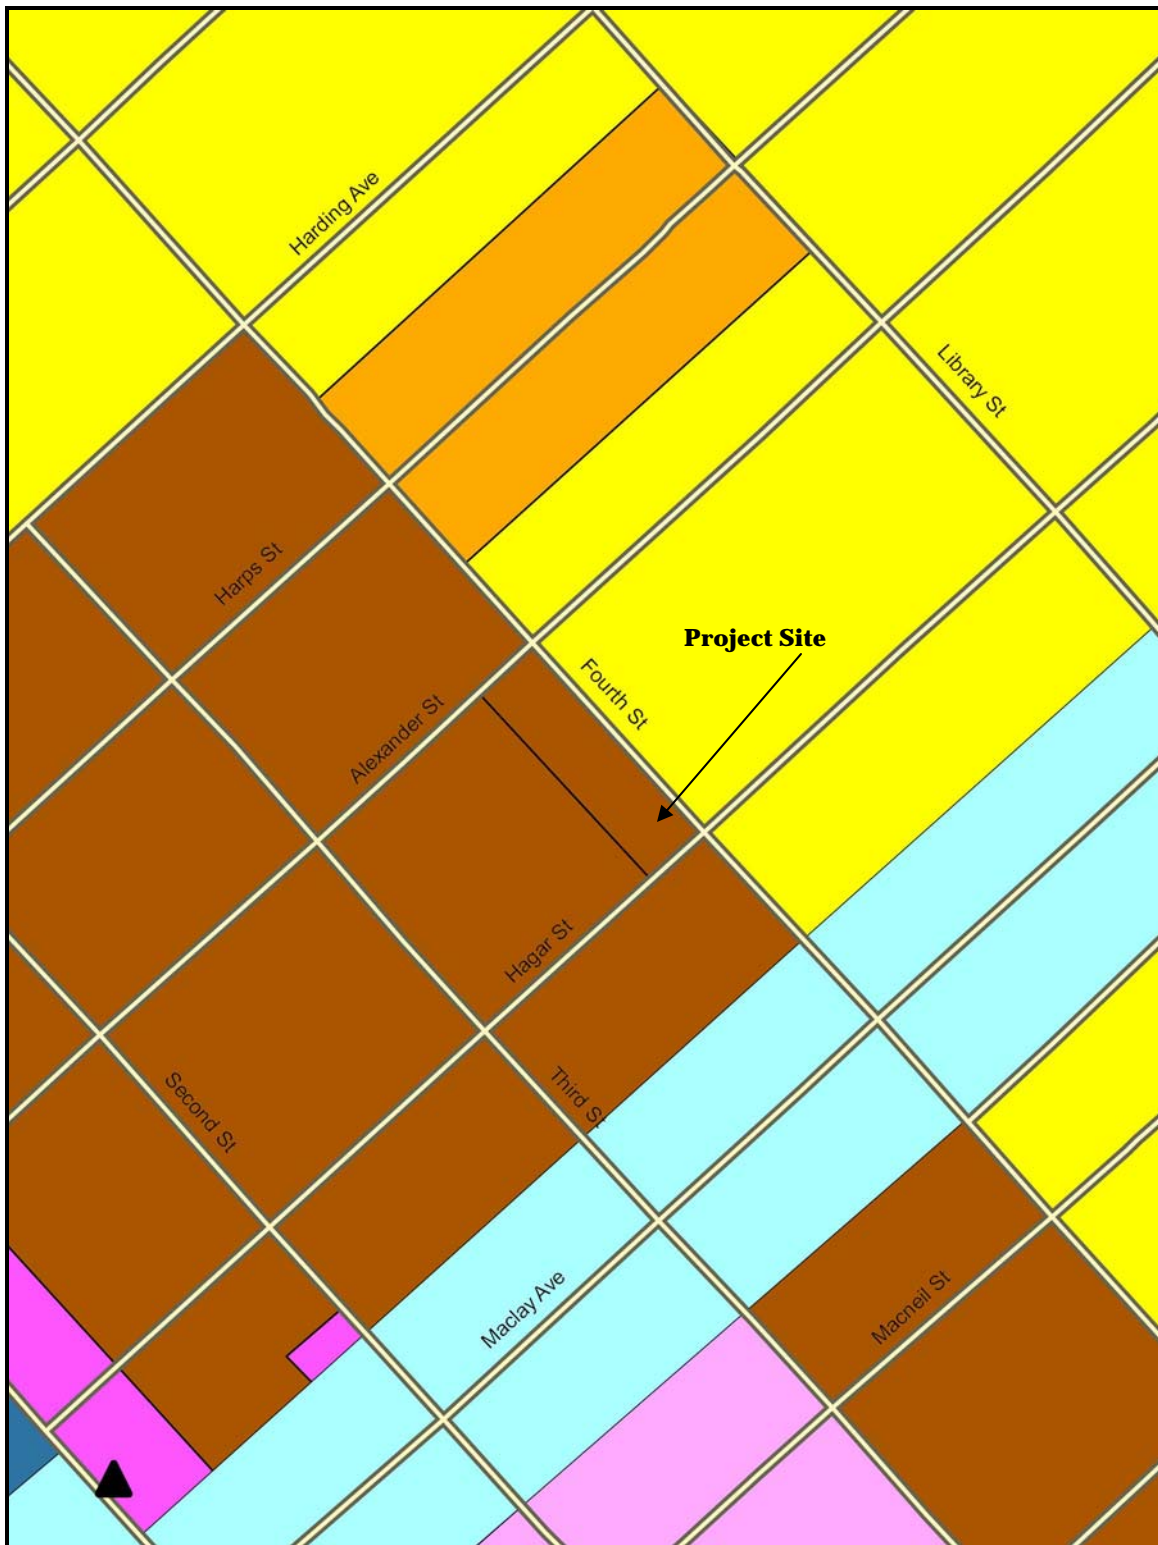 Harding Ave
Library St
Harps St
Project Site
Fourth St
Alexander St
Hagar St
Third St
Second St
Maclay Ave
Macneil St